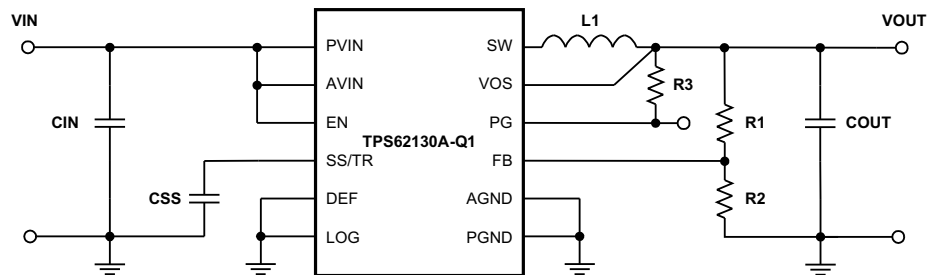 L1
VIN
VOUT
PVIN
SW
AVIN
VOS
R3
CIN
EN
PG
R1
COUT
TPS62130A-Q1
SS/TR
FB
CSS
DEF
AGND
R2
LOG
PGND